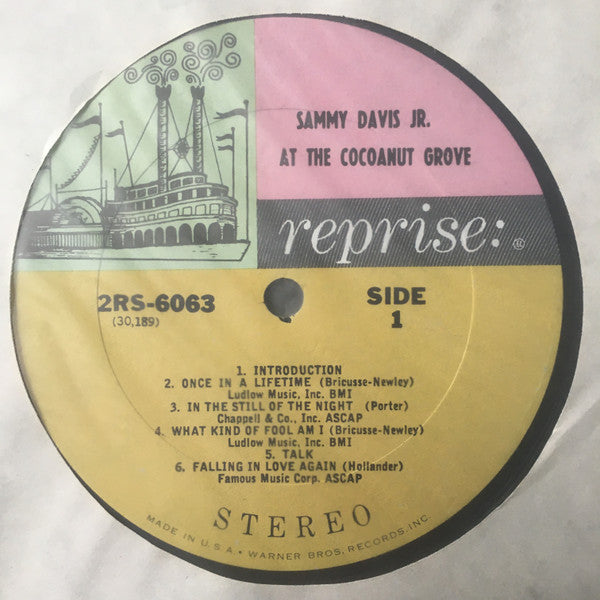 SAMMY DAVIS JR.
AT THE COCOANUT GROVE
reprise: ®
2RS-6063
(30,189)
SIDE
1
1. INTRODUCTION
2. ONCE IN A LIFETIME (Bricusse-Newley)
Ludlow Music, Inc. BMI
3. IN THE STILL OF THE NIGHT (Porter)
Chappell & Co., Inc. ASCAP
4. WHAT KIND OF FOOL AM I (Bricusse-Newley)
Ludlow Music, Inc. BMI
5. TALK
6. FALLING IN LOVE AGAIN (Hollander)
Famous Music Corp. ASCAP
STEREO
MADE IN U.S.A. • WARNER BROS. RECORDS, INC.